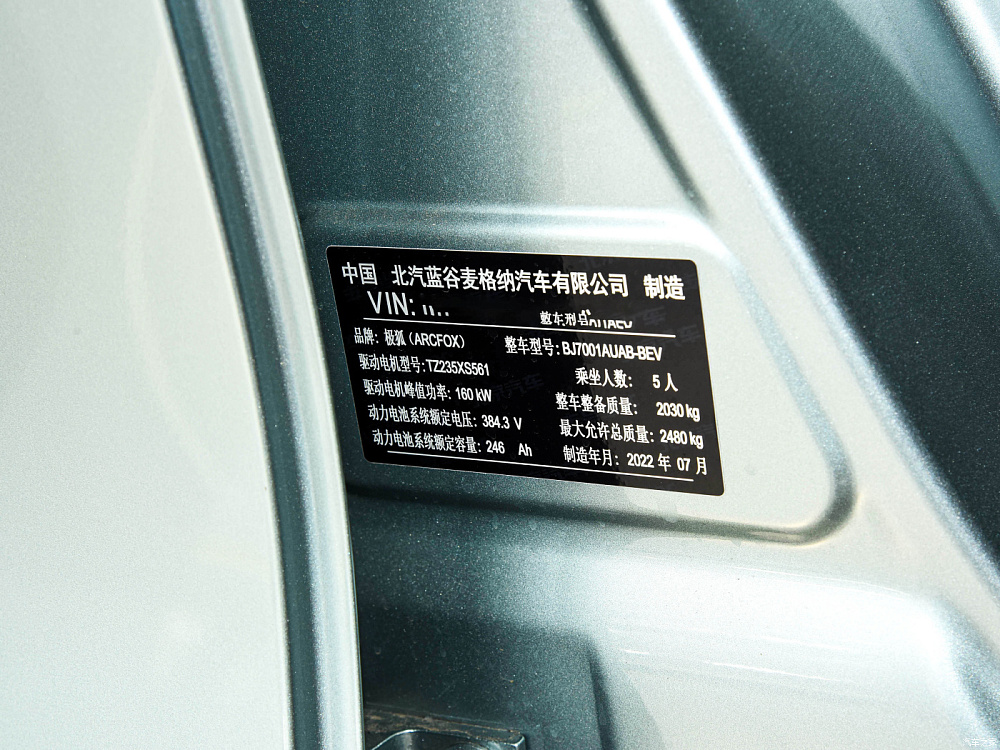 中国 北汽蓝谷麦格纳汽车有限公司 制造
VIN:
品牌: 极狐(ARCFOX) 整车型号: BJ7001AUAB-BEV
驱动电机型号: TZ235XS561 乘坐人数: 5 人
驱动电机峰值功率: 160 kW 整车整备质量: 2030 kg
动力电池系统额定电压: 384.3 V 最大允许总质量: 2480 kg
动力电池系统额定容量: 246 Ah 制造年月: 2022 年 07 月